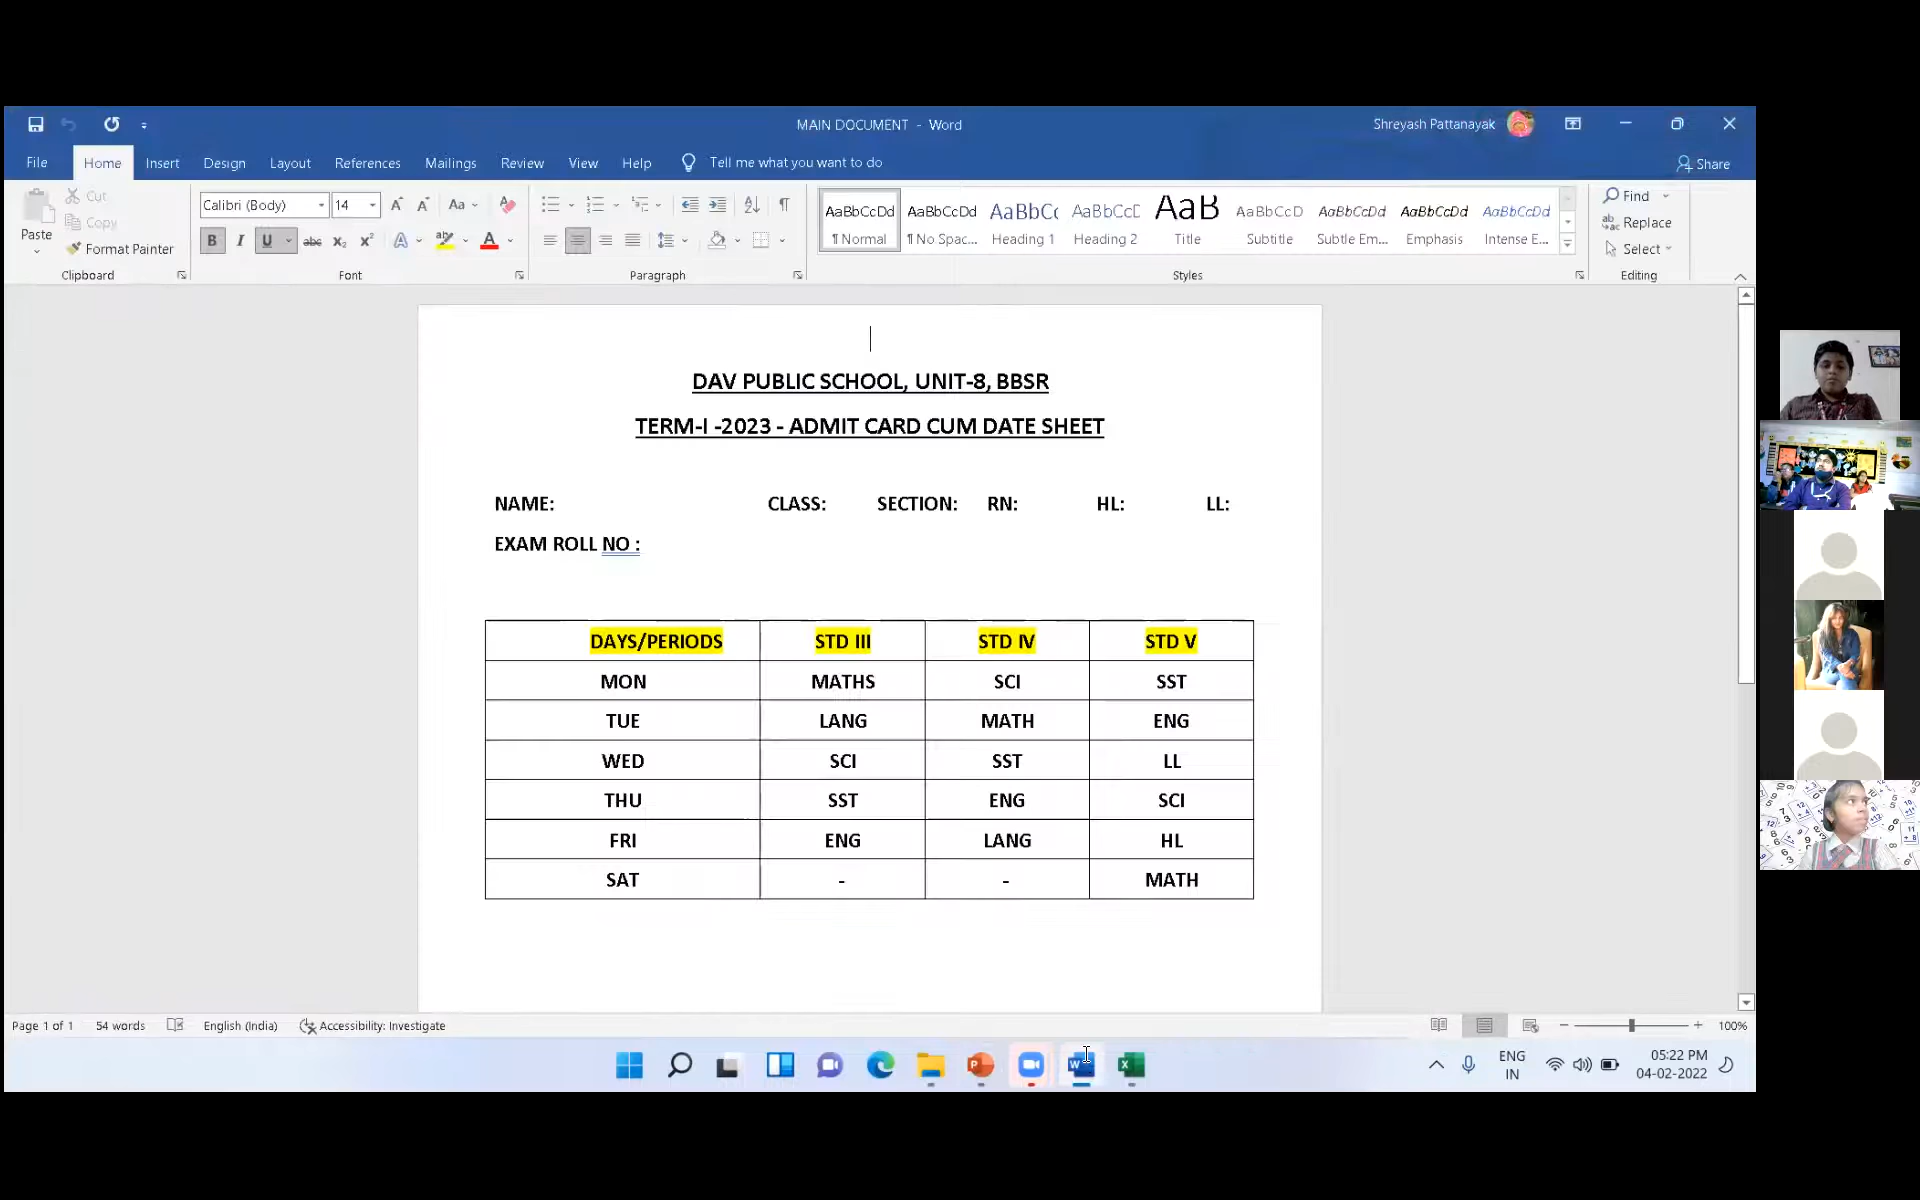 MAIN DOCUMENT - Word
Shreyash Pattanayak
File Home Insert Design Layout References Mailings Review View Help Tell me what you want to do Share
Cut
Copy
Paste
Format Painter
Clipboard
Calibri (Body) 14
Font
Paragraph
AaBbCcDd AaBbCcDd AaBbCc AaBbCcD AaB AaBbCcD AaBbCcDd AaBbCcDd AaBbCcDd
¶ Normal ¶ No Spac... Heading 1 Heading 2 Title Subtitle Subtle Em... Emphasis Intense E...
Styles
Find
Replace
Select
Editing
DAV PUBLIC SCHOOL, UNIT-8, BBSR
TERM-I -2023 - ADMIT CARD CUM DATE SHEET
NAME: CLASS: SECTION: RN: HL: LL:
EXAM ROLL NO :
DAYS/PERIODS STD III STD IV STD V
MON MATHS SCI SST
TUE LANG MATH ENG
WED SCI SST LL
THU SST ENG SCI
FRI ENG LANG HL
SAT - - MATH
Page 1 of 1 54 words English (India) Accessibility: Investigate 100%
ENG
IN
05:22 PM
04-02-2022